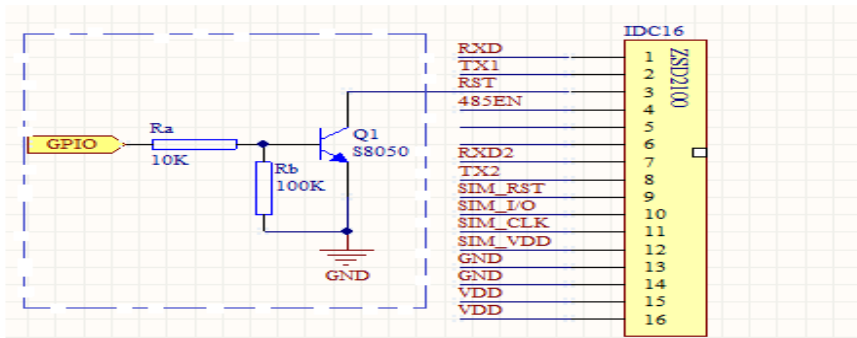 IDC16
ZSD2100
RXD 1
TX1 2
RST 3
485EN 4
5
6
RXD2 7
TX2 8
SIM_RST 9
SIM_I/O 10
SIM_CLK 11
SIM_VDD 12
GND 13
GND 14
VDD 15
VDD 16
GPIO
Ra
10K
Rb
100K
Q1
S8050
GND